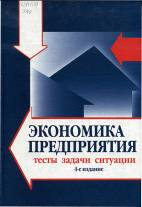 ЭКОНОМИКА
ПРЕДПРИЯТИЯ
тесты задачи ситуации
4-е издание